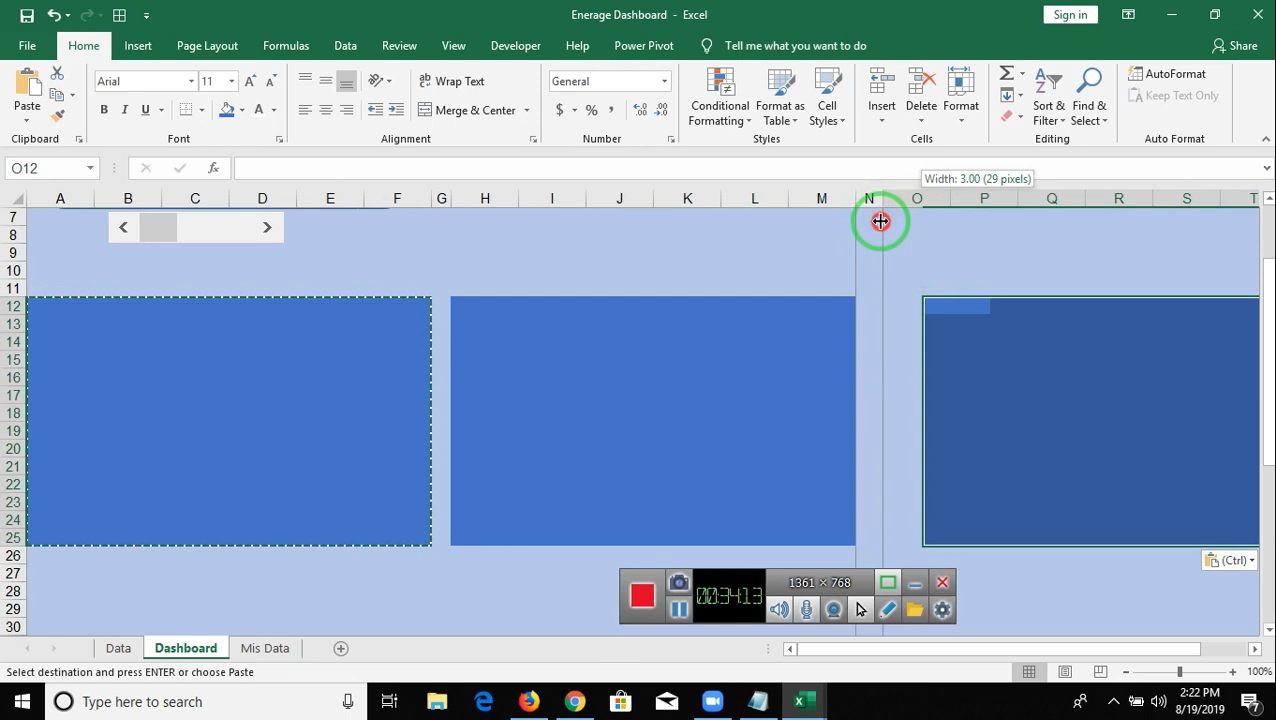 Enerage Dashboard - Excel
Sign in
File Home Insert Page Layout Formulas Data Review View Developer Help Power Pivot Tell me what you want to do Share
Paste
Arial 11
B I U A
Wrap Text
Merge & Center
General
$ % ,
Conditional Formatting
Format as Table
Cell Styles
Insert Delete Format
Sort & Filter
Find & Select
AutoFormat
Keep Text Only
Clipboard Font Alignment Number Styles Cells Editing Auto Format
O12 fx
Width: 3.00 (29 pixels)
A B C D E F G H I J K L M N O P Q R S T
7
8
9
10
11
12
13
14
15
16
17
18
19
20
21
22
23
24
25
26
27
28
29
30
(Ctrl)
1361 × 768
00:34:13
Data Dashboard Mis Data
Select destination and press ENTER or choose Paste
100%
Type here to search
2:22 PM
8/19/2019
7